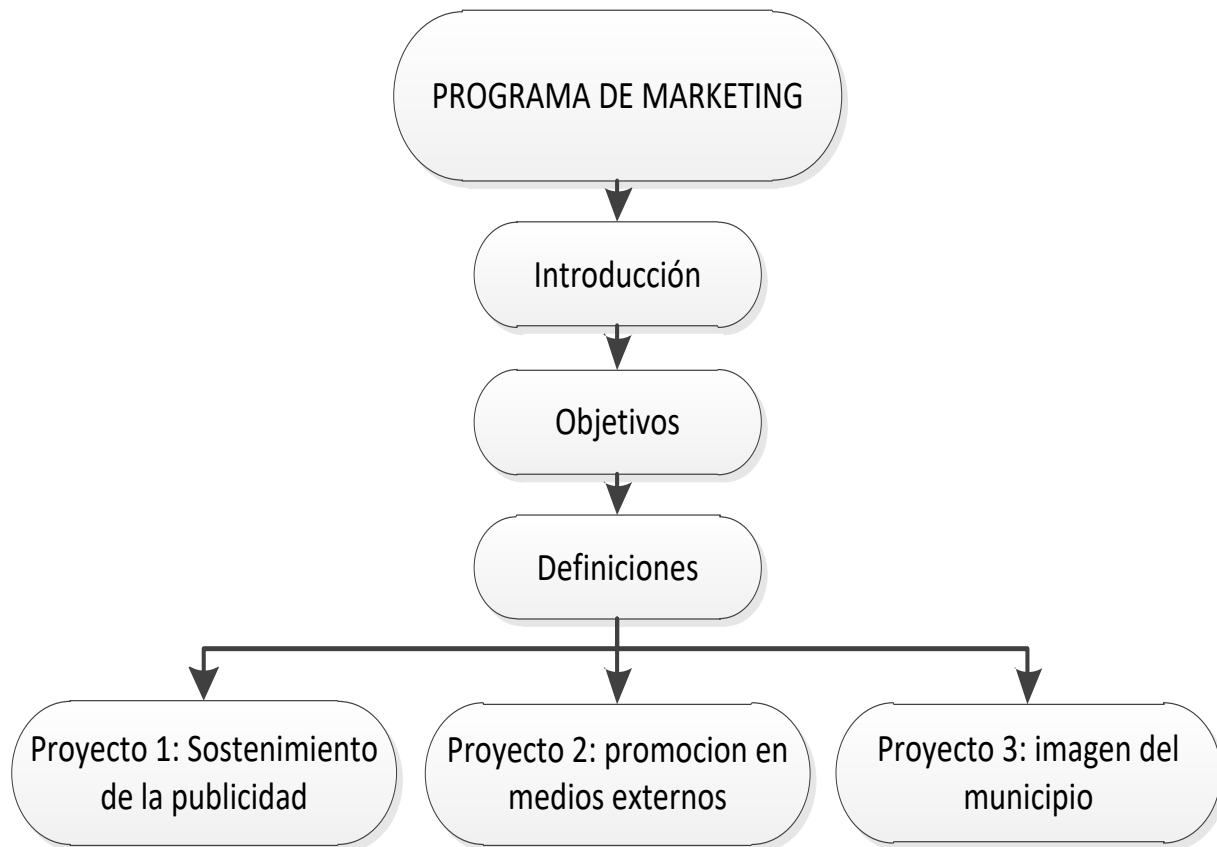 PROGRAMA DE MARKETING
Introducción
Objetivos
Definiciones
Proyecto 1: Sostenimiento
de la publicidad
Proyecto 2: promocion en
medios externos
Proyecto 3: imagen del
municipio